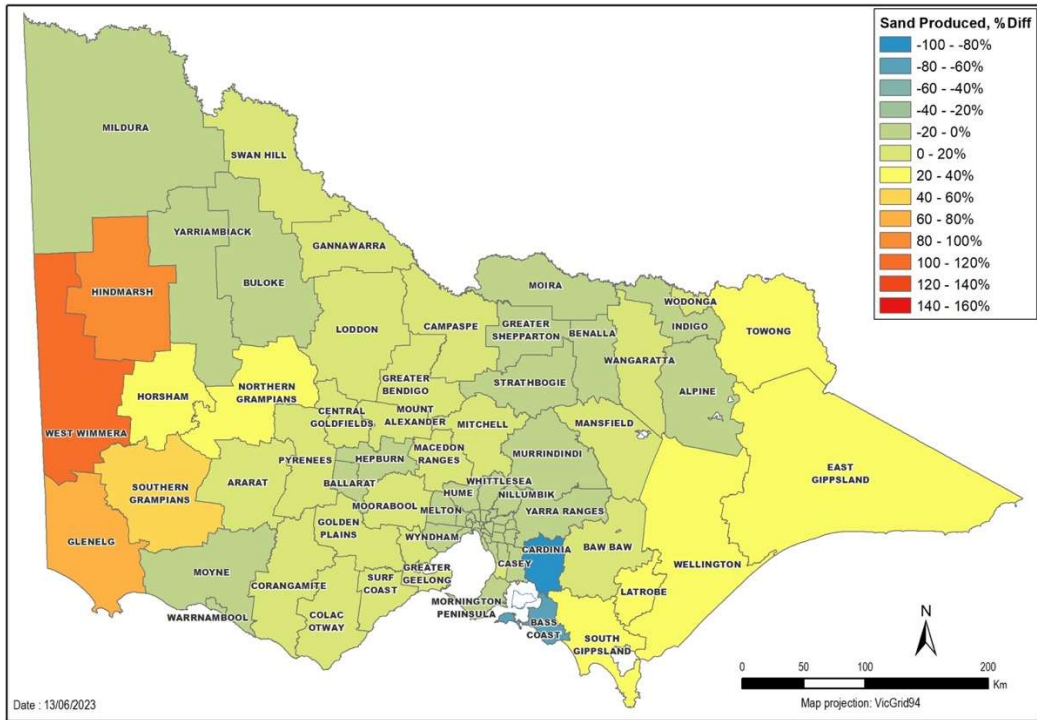 Sand Produced, %Diff
-100 - -80%
-80 - -60%
-60 - -40%
-40 - -20%
-20 - 0%
0 - 20%
20 - 40%
40 - 60%
60 - 80%
80 - 100%
100 - 120%
120 - 140%
140 - 160%
MILDURA
SWAN HILL
YARRIAMBIACK
GANNAWARRA
BULOKE
HINDMARSH
MOIRA
WODONGA
LODDON
CAMPASPE
GREATER
SHEPPARTON
BENALLA
INDIGO
TOWONG
WANGARATTA
STRATHBOGIE
ALPINE
HORSHAM
NORTHERN
GRAMPIANS
GREATER
BENDIGO
CENTRAL
GOLDFIELDS
MOUNT
ALEXANDER
MITCHELL
MANSFIELD
WEST WIMMERA
PYRENEES
HEPBURN
MACEDON
RANGES
MURRINDINDI
EAST
GIPPSLAND
SOUTHERN
GRAMPIANS
ARARAT
BALLARAT
WHITTLESEA
HUME
NILLUMBIK
MOORABOOL
MELTON
YARRA RANGES
GLENELG
GOLDEN
PLAINS
WYNDHAM
CARDINIA
BAW BAW
CASEY
WELLINGTON
MOYNE
CORANGAMITE
SURF
COAST
GREATER
GEELONG
LATROBE
WARRNAMBOOL
COLAC
OTWAY
MORNINGTON
PENINSULA
BASS
COAST
SOUTH
GIPPSLAND
N
0 50 100 200
Km
Map projection: VicGrid94
Date : 13/06/2023